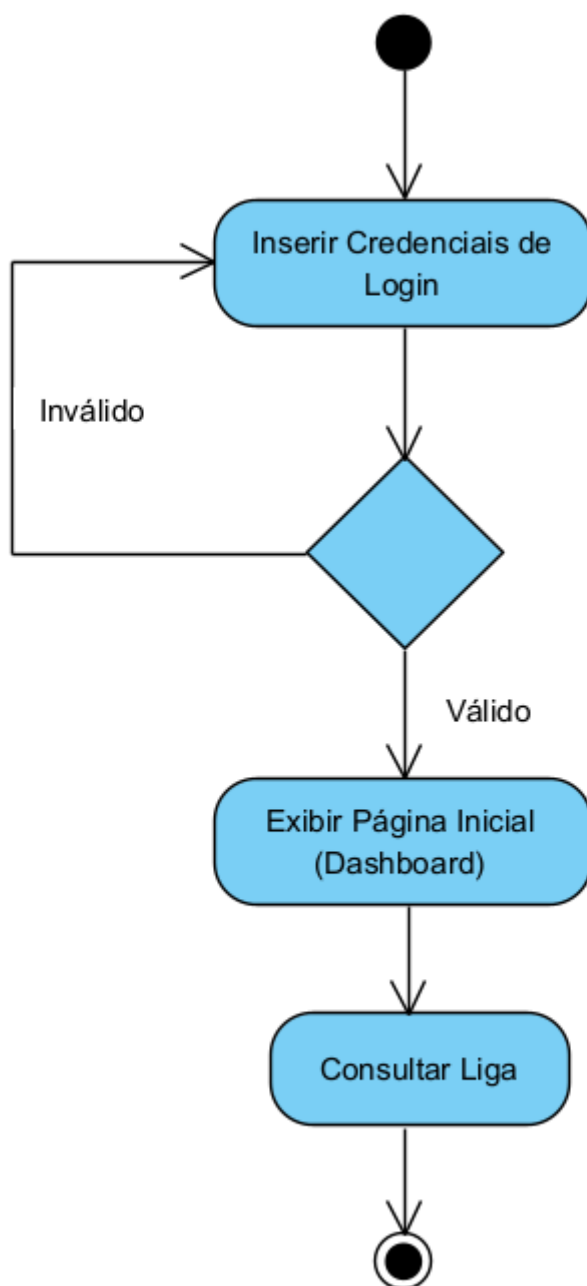 Inserir Credenciais de
Login
Inválido
Válido
Exibir Página Inicial
(Dashboard)
Consultar Liga